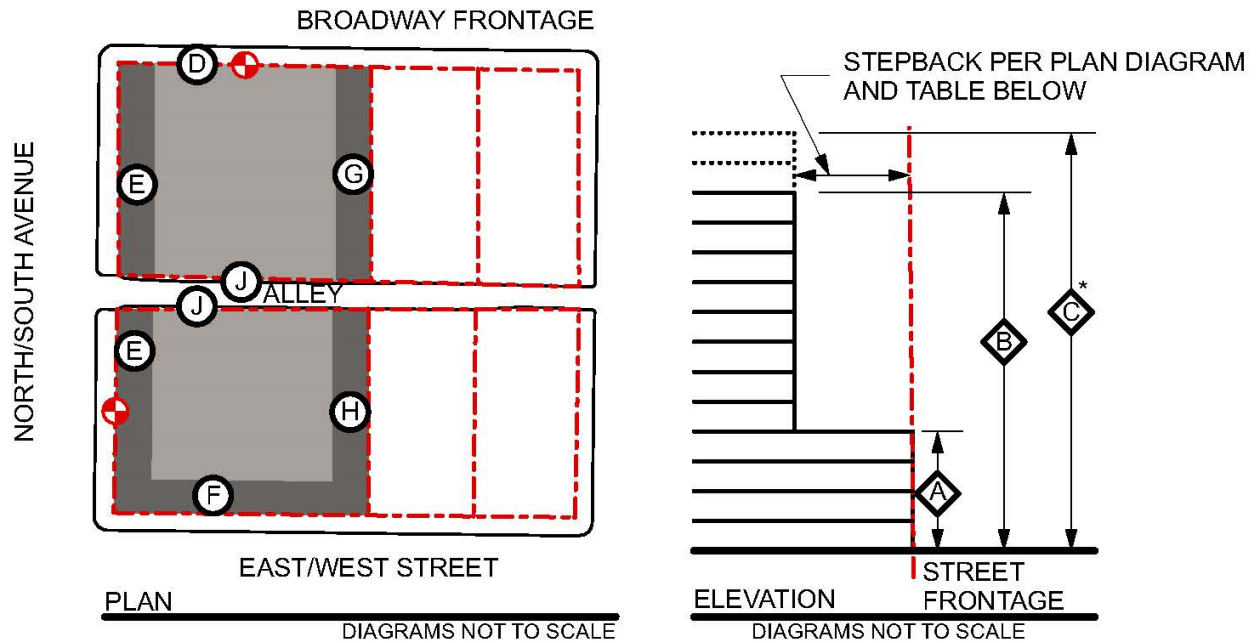 BROADWAY FRONTAGE
D
E
G
J
ALLEY
J
E
H
F
NORTH/SOUTH AVENUE
EAST/WEST STREET
PLAN
DIAGRAMS NOT TO SCALE
STEPBACK PER PLAN DIAGRAM
AND TABLE BELOW
C*
B
A
STREET
FRONTAGE
ELEVATION
DIAGRAMS NOT TO SCALE